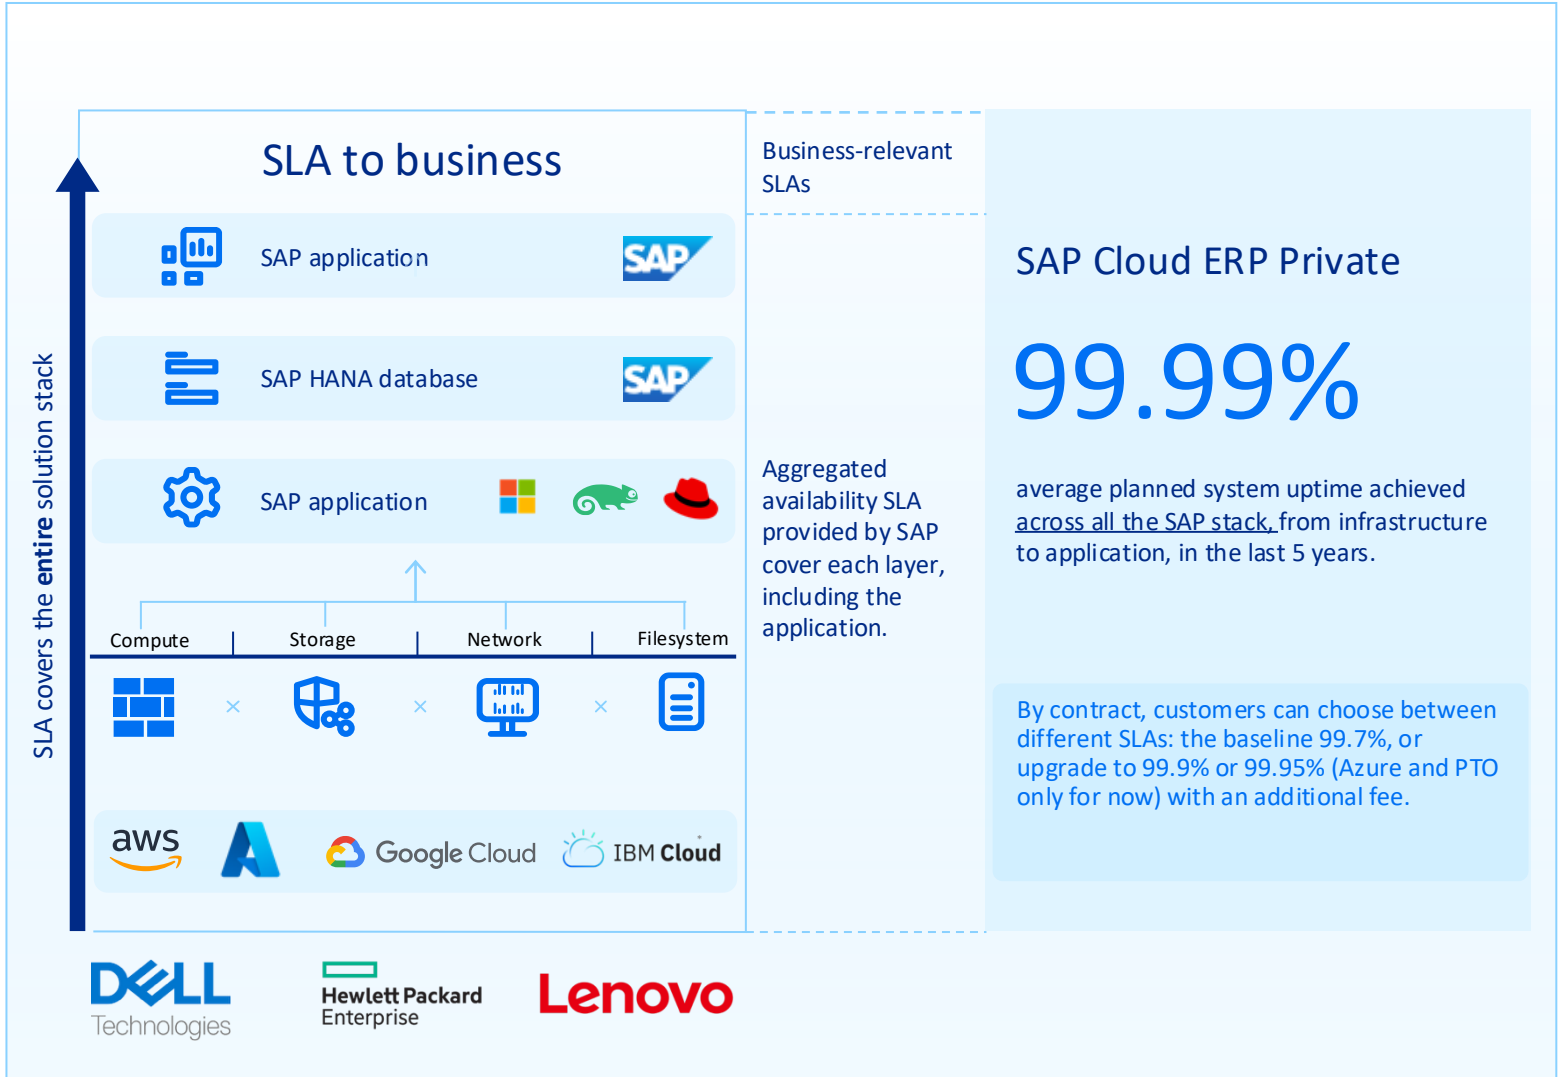 SLA covers the entire solution stack
SLA to business
SAP application
SAP
SAP HANA database
SAP
SAP application
Compute
Storage
Network
Filesystem
aws
Google Cloud
IBM Cloud
DELL
Technologies
Hewlett Packard
Enterprise
Lenovo
Business-relevant
SLAs
Aggregated
availability SLA
provided by SAP
cover each layer,
including the
application.
SAP Cloud ERP Private
99.99%
average planned system uptime achieved
across all the SAP stack, from infrastructure
to application, in the last 5 years.
By contract, customers can choose between
different SLAs: the baseline 99.7%, or
upgrade to 99.9% or 99.95% (Azure and PTO
only for now) with an additional fee.